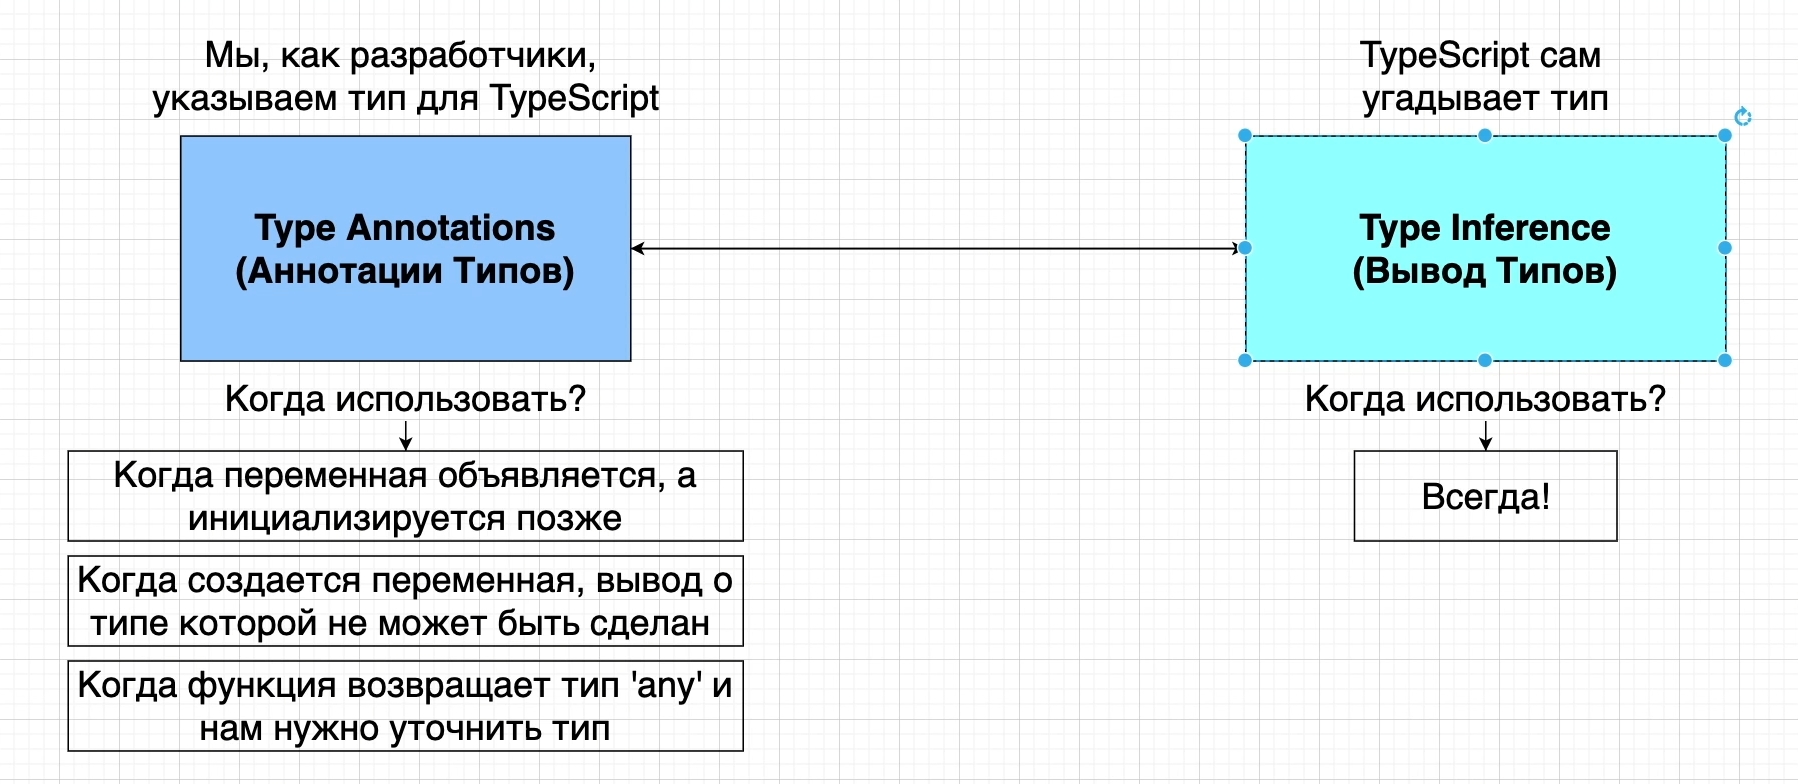 Мы, как разработчики,
указываем тип для TypeScript
Type Annotations
(Аннотации Типов)
Когда использовать?
Когда переменная объявляется, а
инициализируется позже
Когда создается переменная, вывод о
типе которой не может быть сделан
Когда функция возвращает тип 'any' и
нам нужно уточнить тип
TypeScript сам
угадывает тип
Type Inference
(Вывод Типов)
Когда использовать?
Всегда!